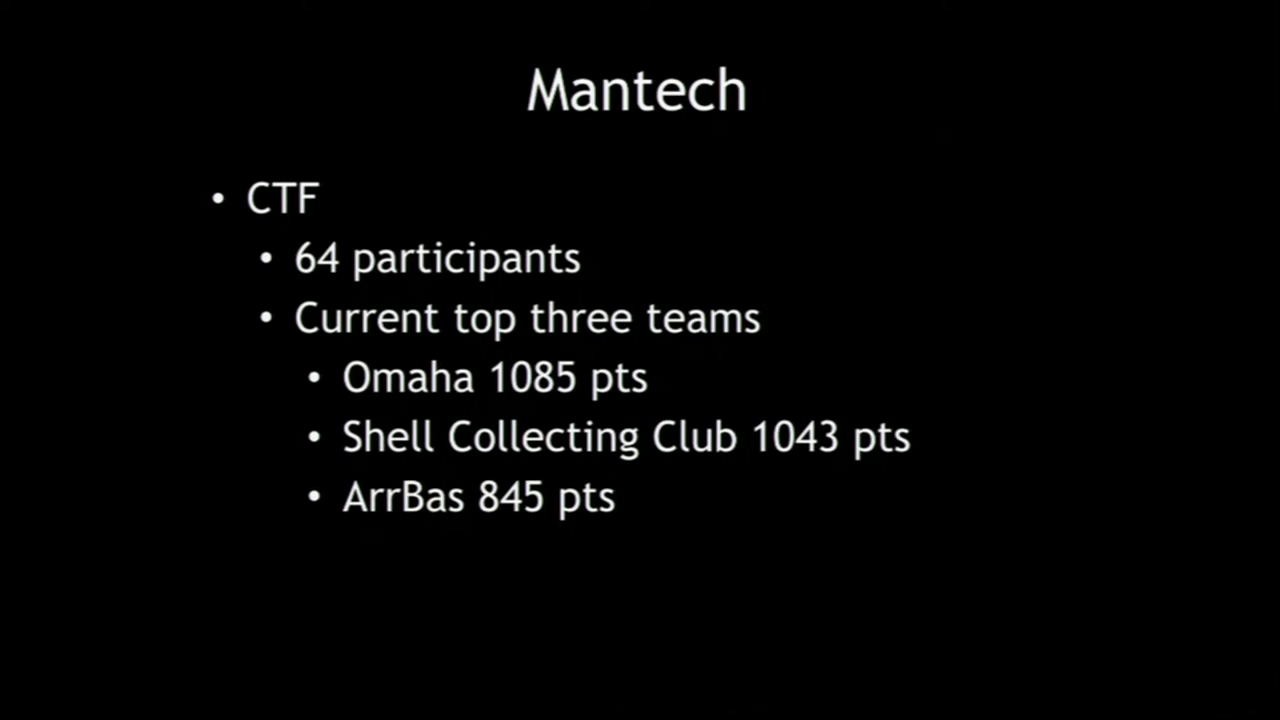 Mantech
• CTF
• 64 participants
• Current top three teams
• Omaha 1085 pts
• Shell Collecting Club 1043 pts
• ArrBas 845 pts